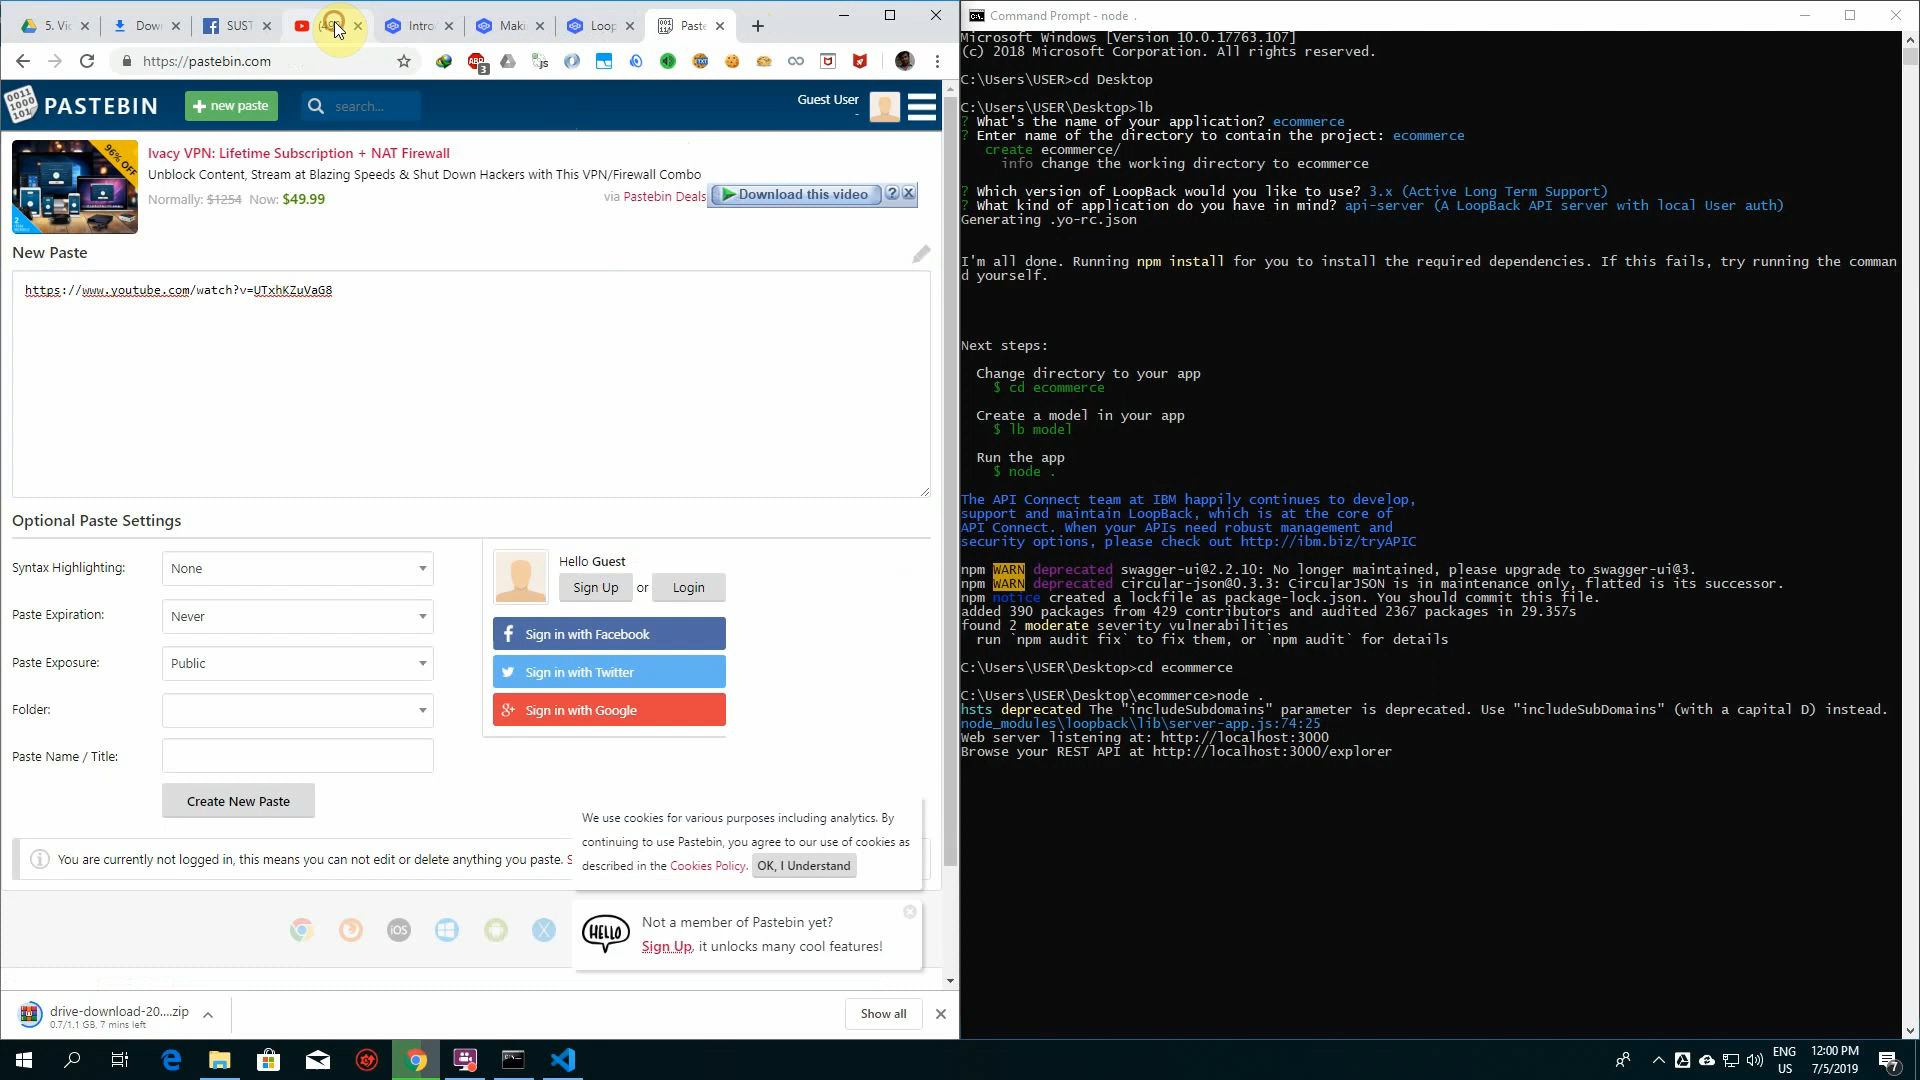 5. Vic
Down
SUST
Intro
Maki
Loop
Paste
https://pastebin.com
ABP
3
PASTEBIN
new paste
search...
Guest User
-
96% OFF
Ivacy VPN: Lifetime Subscription + NAT Firewall
Unblock Content, Stream at Blazing Speeds & Shut Down Hackers with This VPN/Firewall Combo
Normally: $1254 Now: $49.99
via Pastebin Deals
Download this video
New Paste
https://www.youtube.com/watch?v=UTxhKZuVaG8
Optional Paste Settings
Syntax Highlighting:
None
Paste Expiration:
Never
Paste Exposure:
Public
Folder:
Paste Name / Title:
Create New Paste
Hello Guest
Sign Up or Login
Sign in with Facebook
Sign in with Twitter
Sign in with Google
You are currently not logged in, this means you can not edit or delete anything you paste. S
We use cookies for various purposes including analytics. By
continuing to use Pastebin, you agree to our use of cookies as
described in the Cookies Policy. OK, I Understand
iOS
HELLO
Not a member of Pastebin yet?
Sign Up, it unlocks many cool features!
drive-download-20....zip
0.7/1.1 GB, 7 mins left
Show all
Command Prompt - node .
Microsoft Windows [Version 10.0.17763.107]
(c) 2018 Microsoft Corporation. All rights reserved.
C:\Users\USER>cd Desktop
C:\Users\USER\Desktop>lb
? What's the name of your application? ecommerce
? Enter name of the directory to contain the project: ecommerce
create ecommerce/
info change the working directory to ecommerce
? Which version of LoopBack would you like to use? 3.x (Active Long Term Support)
? What kind of application do you have in mind? api-server (A LoopBack API server with local User auth)
Generating .yo-rc.json
I'm all done. Running npm install for you to install the required dependencies. If this fails, try running the comman
d yourself.
Next steps:
Change directory to your app
$ cd ecommerce
Create a model in your app
$ lb model
Run the app
$ node .
The API Connect team at IBM happily continues to develop,
support and maintain LoopBack, which is at the core of
API Connect. When your APIs need robust management and
security options, please check out http://ibm.biz/tryAPIC
npm WARN deprecated swagger-ui@2.2.10: No longer maintained, please upgrade to swagger-ui@3.
npm WARN deprecated circular-json@0.3.3: CircularJSON is in maintenance only, flatted is its successor.
npm notice created a lockfile as package-lock.json. You should commit this file.
added 390 packages from 429 contributors and audited 2367 packages in 29.357s
found 2 moderate severity vulnerabilities
run `npm audit fix` to fix them, or `npm audit` for details
C:\Users\USER\Desktop>cd ecommerce
C:\Users\USER\Desktop\ecommerce>node .
hsts deprecated The "includeSubdomains" parameter is deprecated. Use "includeSubDomains" (with a capital D) instead.
node_modules\loopback\lib\server-app.js:74:25
Web server listening at: http://localhost:3000
Browse your REST API at http://localhost:3000/explorer
ENG
US
12:00 PM
7/5/2019
7